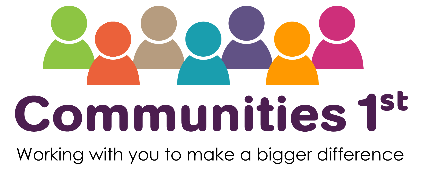 Communities 1st
Working with you to make a bigger difference